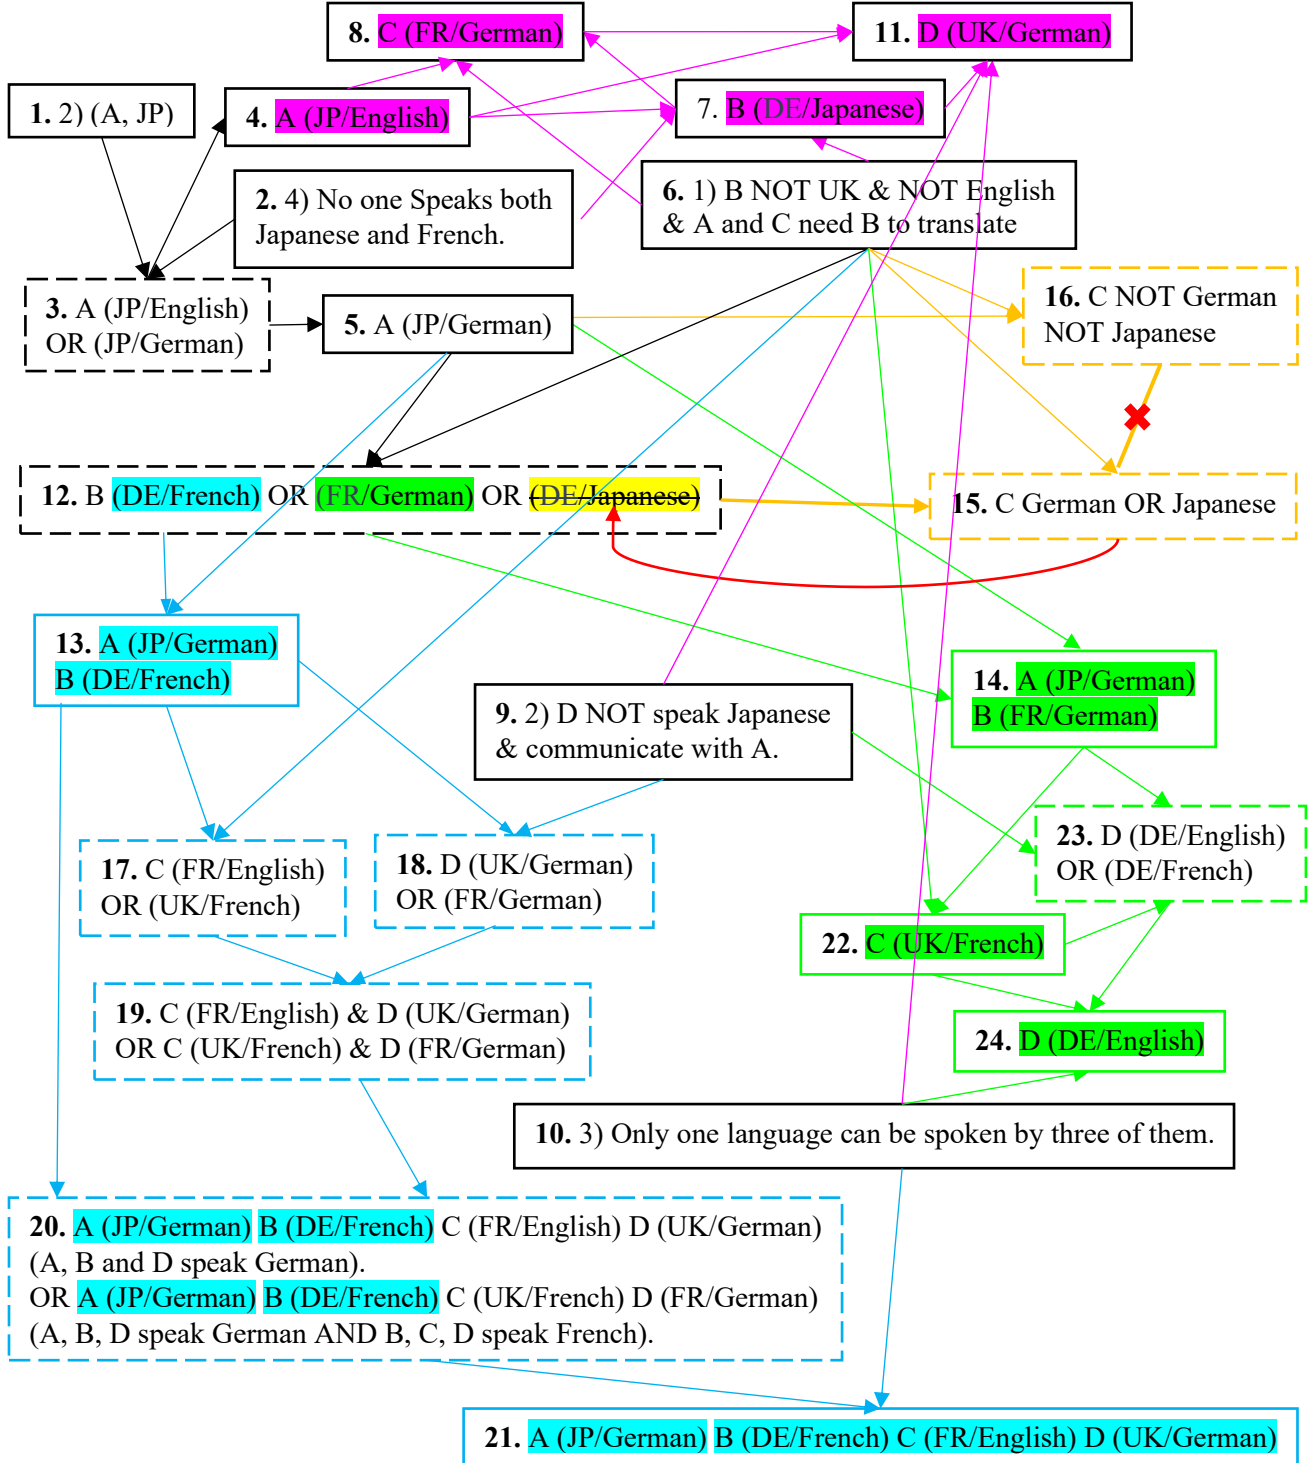 8. C (FR/German)
11. D (UK/German)
1. 2) (A, JP)
4. A (JP/English)
7. B (DE/Japanese)
2. 4) No one Speaks both
Japanese and French.
6. 1) B NOT UK & NOT English
& A and C need B to translate
3. A (JP/English)
OR (JP/German)
5. A (JP/German)
16. C NOT German
NOT Japanese
12. B (DE/French) OR (FR/German) OR (DE/Japanese)
15. C German OR Japanese
13. A (JP/German)
B (DE/French)
14. A (JP/German)
B (FR/German)
9. 2) D NOT speak Japanese
& communicate with A.
17. C (FR/English)
OR (UK/French)
18. D (UK/German)
OR (FR/German)
23. D (DE/English)
OR (DE/French)
22. C (UK/French)
19. C (FR/English) & D (UK/German)
OR C (UK/French) & D (FR/German)
24. D (DE/English)
10. 3) Only one language can be spoken by three of them.
20. A (JP/German) B (DE/French) C (FR/English) D (UK/German)
(A, B and D speak German).
OR A (JP/German) B (DE/French) C (UK/French) D (FR/German)
(A, B, D speak German AND B, C, D speak French).
21. A (JP/German) B (DE/French) C (FR/English) D (UK/German)